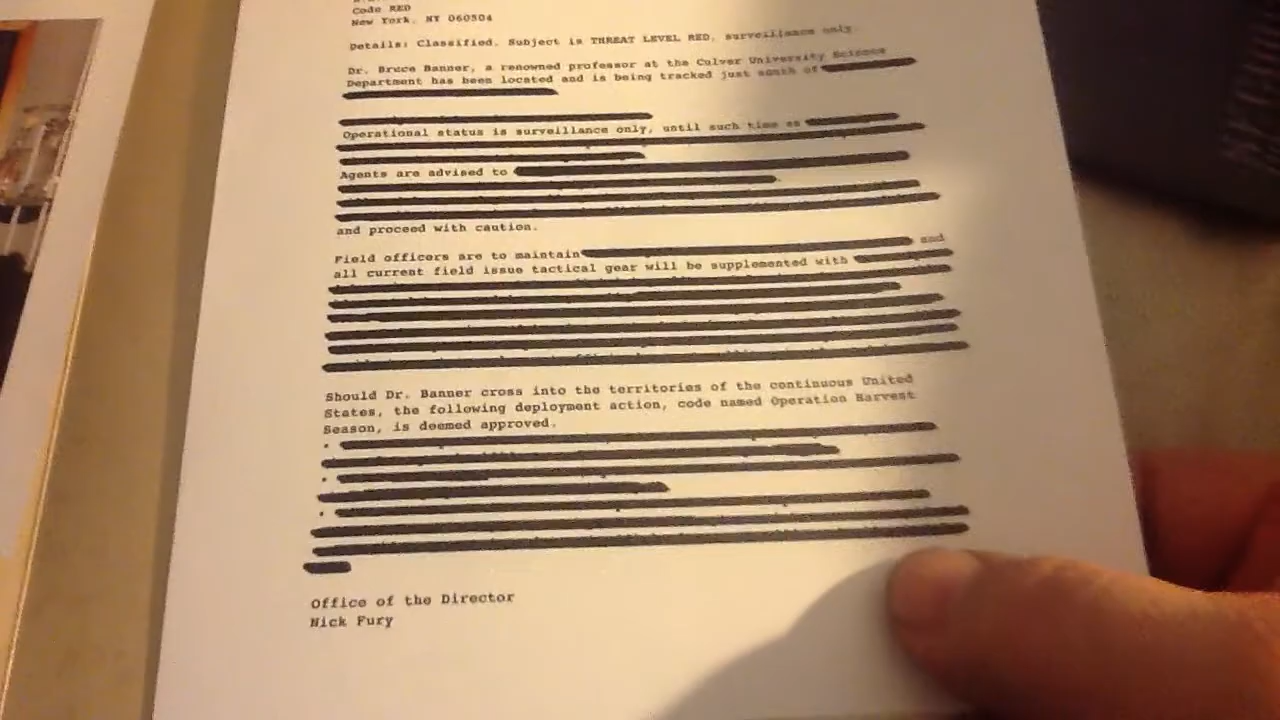 Code RED
New York, NY 060504
Details: Classified. Subject is THREAT LEVEL RED, surveillance only.
Dr. Bruce Banner, a renowned professor at the Culver University Science
Department has been located and is being tracked just south of
Operational status is surveillance only, until such time as
Agents are advised to
and proceed with caution.
Field officers are to maintain and
all current field issue tactical gear will be supplemented with
Should Dr. Banner cross into the territories of the continuous United
States, the following deployment action, code named Operation Harvest
Season, is deemed approved.
Office of the Director
Nick Fury